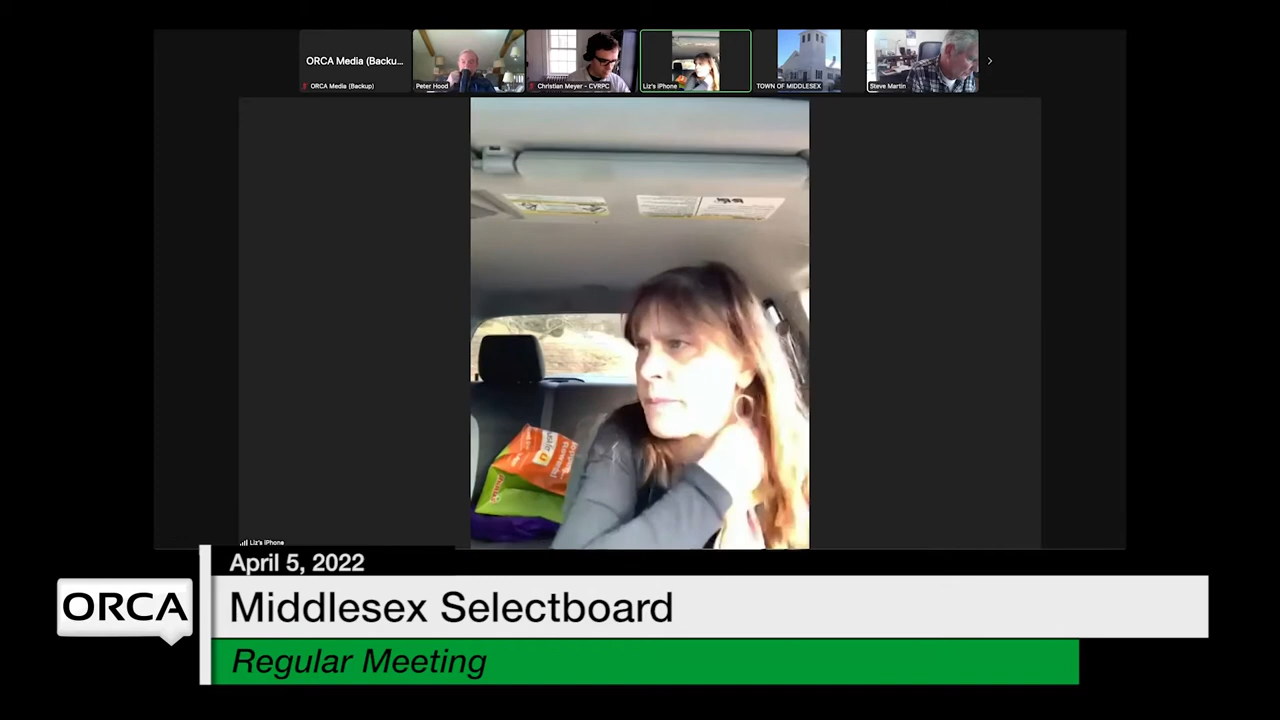 ORCA Media (Backu...
ORCA Media (Backup)
Peter Hood
Christian Meyer - CVRPC
Liz's iPhone
TOWN OF MIDDLESEX
Steve Martin
Liz's iPhone
April 5, 2022
ORCA
Middlesex Selectboard
Regular Meeting